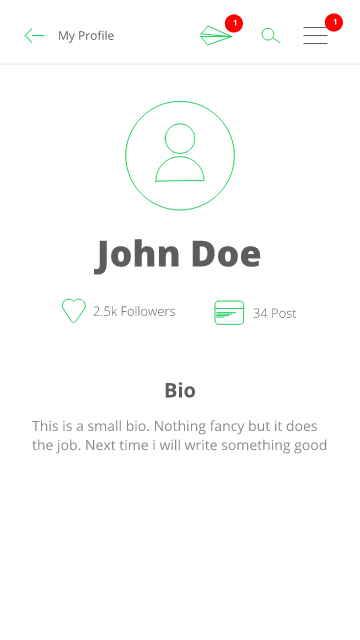 My Profile
1
1
John Doe
2.5k Followers
34 Post
Bio
This is a small bio. Nothing fancy but it does
the job. Next time i will write something good